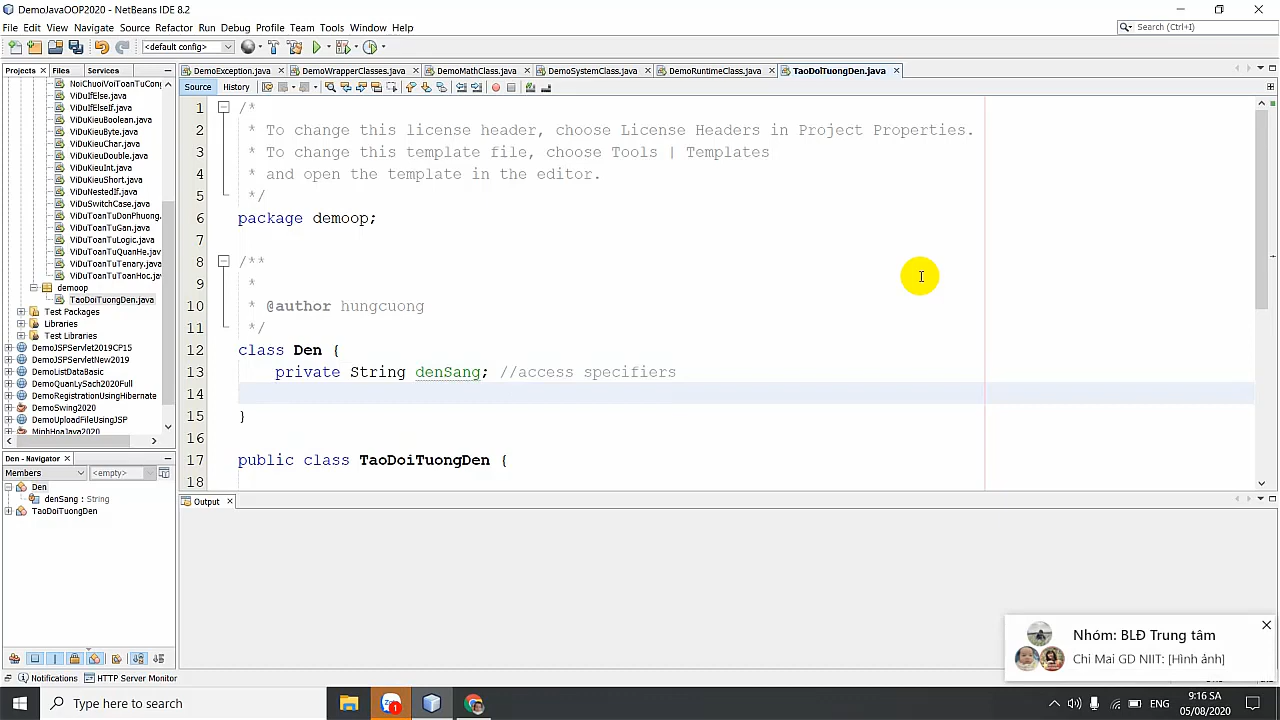 DemoJavaOOP2020 - NetBeans IDE 8.2
File Edit View Navigate Source Refactor Run Debug Profile Team Tools Window Help
Search (Ctrl+I)
<default config>
Projects Files Services
DemoException.java DemoWrapperClasses.java DemoMathClass.java DemoSystemClass.java DemoRuntimeClass.java TaoDoiTuongDen.java
Source History
NoiChuoiVoiToanTuCon
ViDuIfElse.java
ViDuIfElseIf.java
ViDuKieuBoolean.java
ViDuKieuByte.java
ViDuKieuChar.java
ViDuKieuDouble.java
ViDuKieuInt.java
ViDuKieuShort.java
ViDuNestedIf.java
ViDuSwitchCase.java
ViDuToanTuDonPhuong.
ViDuToanTuGan.java
ViDuToanTuLogic.java
ViDuToanTuQuanHe.java
ViDuToanTuTenary.java
ViDuToanTuToanHoc.jav
demoop
TaoDoiTuongDen.java
Test Packages
Libraries
Test Libraries
DemoJSPServlet2019CP15
DemoJSPServletNew2019
DemoListDataBasic
DemoQuanLySach2020Full
DemoRegistrationUsingHibernate
DemoSwing2020
DemoUploadFileUsingJSP
MinhHoaJava2020
1 /*
2 * To change this license header, choose License Headers in Project Properties.
3 * To change this template file, choose Tools | Templates
4 * and open the template in the editor.
5 */
6 package demoop;
7
8 /**
9 *
10 * @author hungcuong
11 */
12 class Den {
13 private String denSang; //access specifiers
14
15 }
16
17 public class TaoDoiTuongDen {
18
Den - Navigator
Members <empty>
Den
denSang : String
TaoDoiTuongDen
Output
Nhóm: BLĐ Trung tâm
Chi Mai GD NIIT: [Hình ảnh]
Notifications HTTP Server Monitor
Type here to search
1
ENG
9:16 SA
05/08/2020